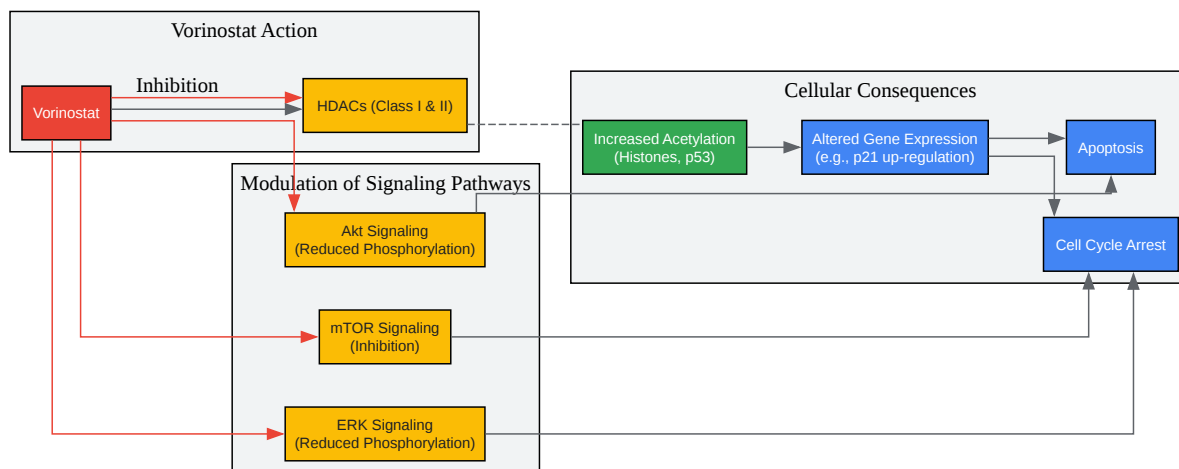 Vorinostat Action
Inhibition
Vorinostat
HDACs (Class I & II)
Cellular Consequences
Increased Acetylation
(Histones, p53)
Altered Gene Expression
(e.g., p21 up-regulation)
Apoptosis
Cell Cycle Arrest
Modulation of Signaling Pathways
Akt Signaling
(Reduced Phosphorylation)
mTOR Signaling
(Inhibition)
ERK Signaling
(Reduced Phosphorylation)